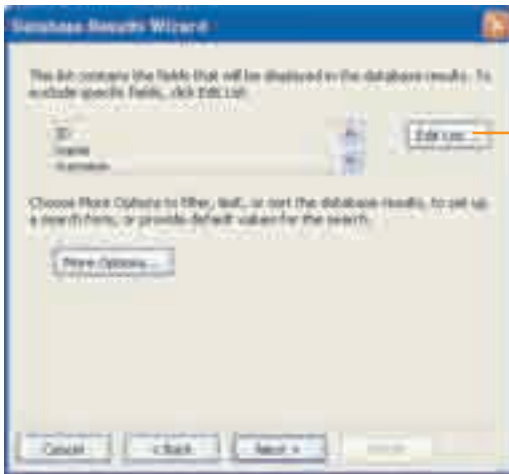 Database Results Wizard
This list contains the fields that will be displayed in the database results. To
exclude specific fields, click Edit List.
ID
Name
Edit List...
Choose More Options to filter, limit, or sort the database results, to set up
a search form, or provide default values for the search.
More Options...
Cancel
< Back
Next >